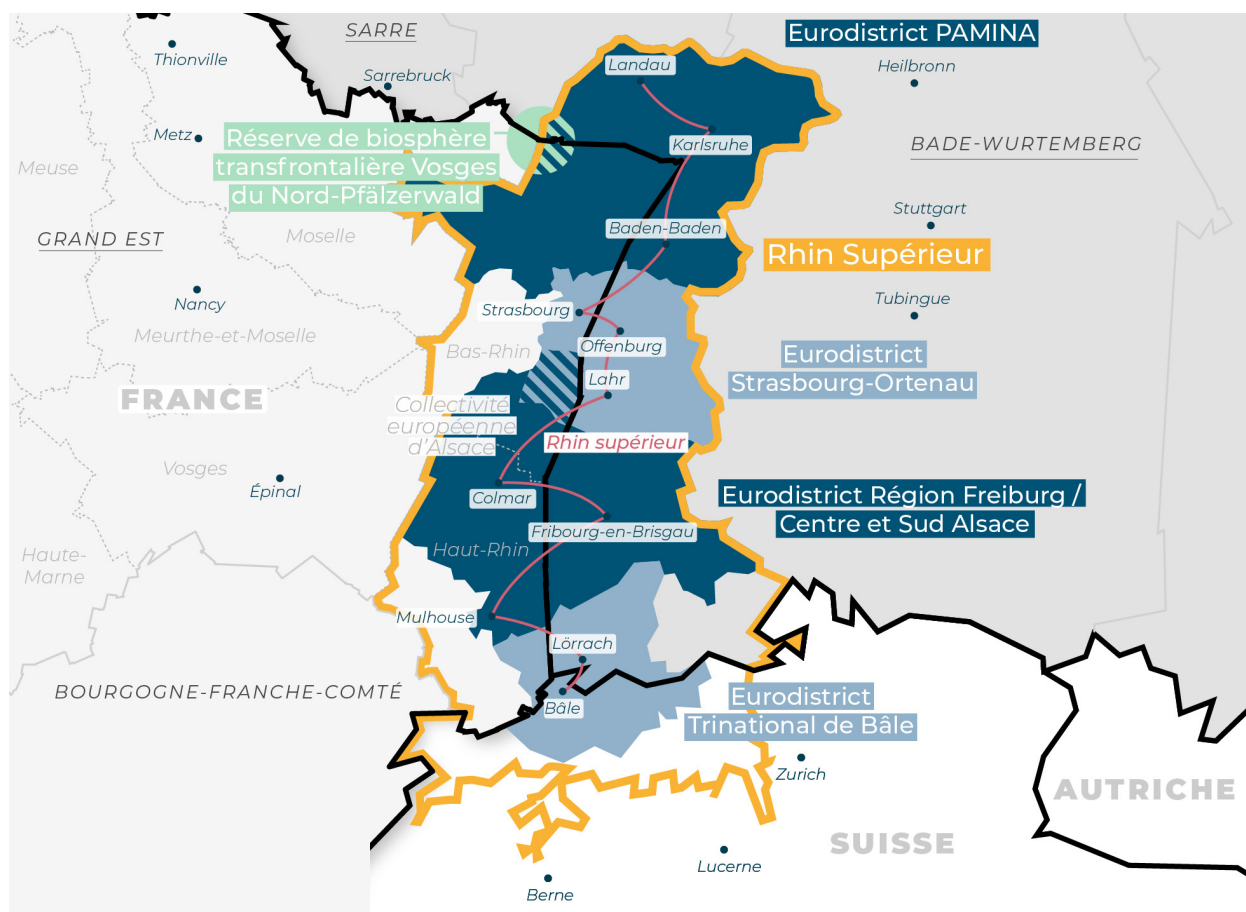 SARRE
Eurodistrict PAMINA
Thionville
Landau
Heilbronn
Sarrebruck
Metz
Réserve de biosphère
transfrontalière Vosges
du Nord-Pfälzerwald
Karlsruhe
BADE-WURTEMBERG
Meuse
Stuttgart
GRAND EST
Moselle
Baden-Baden
Rhin Supérieur
Nancy
Tubingue
Strasbourg
Meurthe-et-Moselle
Bas-Rhin
Offenburg
Eurodistrict
Strasbourg-Ortenau
Lahr
FRANCE
Collectivité
européenne
d'Alsace
Rhin supérieur
Vosges
Épinal
Colmar
Eurodistrict Région Freiburg /
Centre et Sud Alsace
Fribourg-en-Brisgau
Haut-Rhin
Haute-
Marne
Mulhouse
Lörrach
BOURGOGNE-FRANCHE-COMTÉ
Bâle
Eurodistrict
Trinational de Bâle
Zurich
AUTRICHE
SUISSE
Lucerne
Berne